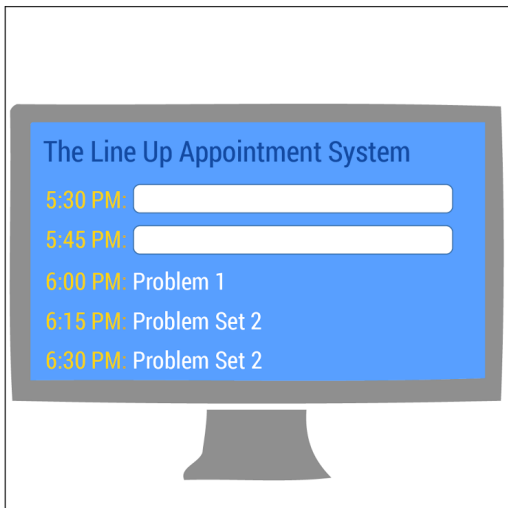 The Line Up Appointment System
5:30 PM:
5:45 PM:
6:00 PM: Problem 1
6:15 PM: Problem Set 2
6:30 PM: Problem Set 2